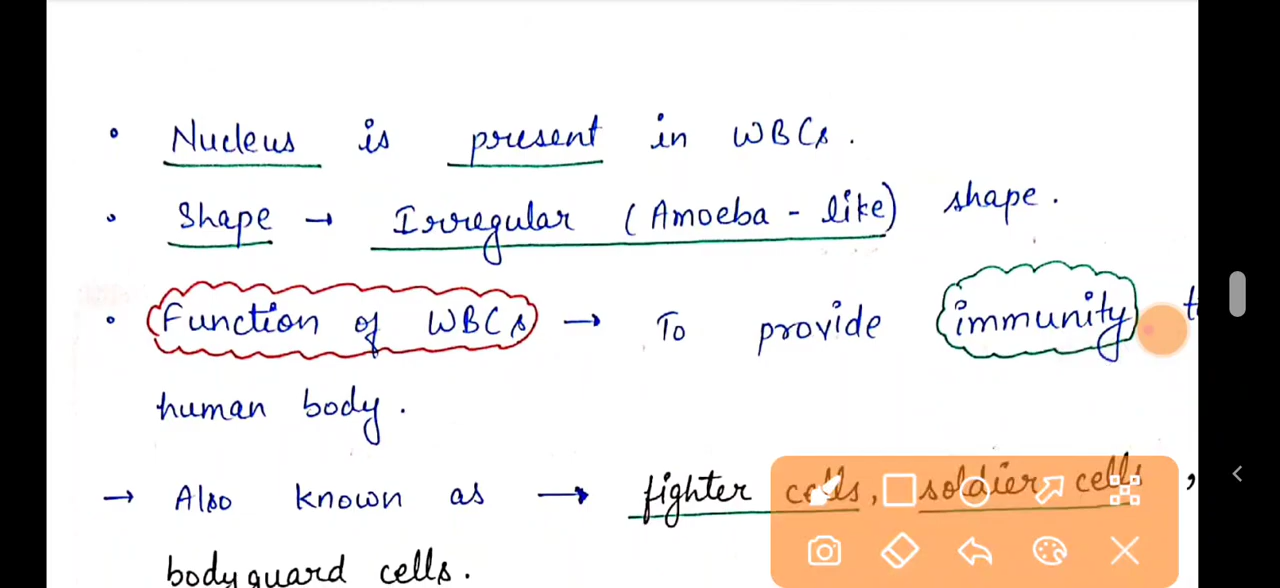 • Nucleus is present in WBCs.
• Shape → Irregular (Amoeba-like) shape.
• Function of WBCs → To provide immunity t
human body.
→ Also known as → fighter cells, soldier cells,
bodyguard cells.